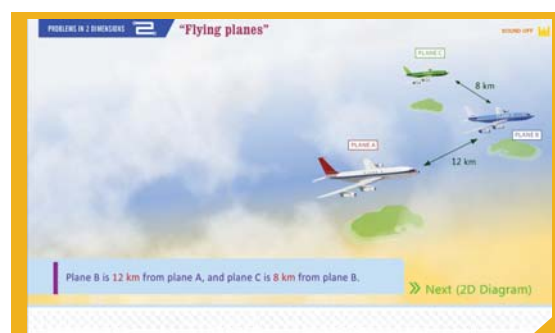 PROBLEMS IN 2 DIMENSIONS 2 "Flying planes"
SOUND OFF
PLANE C
8 km
PLANE B
PLANE A
12 km
Plane B is 12 km from plane A, and plane C is 8 km from plane B.
Next (2D Diagram)